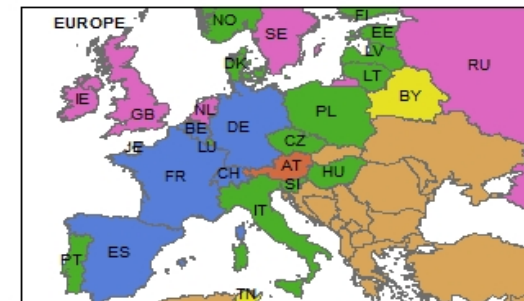 EUROPE
NO
FI
SE
EE
LV
DK
LT
RU
IE
GB
NL
BY
BE
DE
PL
JE
LU
CZ
FR
CH
AT
HU
SI
IT
PT
ES
TN